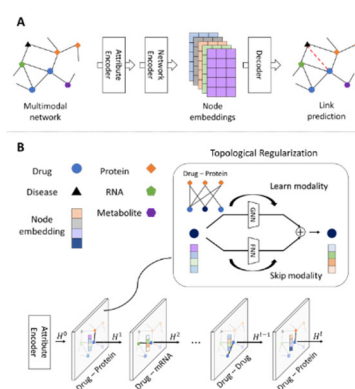 A
Attribute
Encoder
Network
Encoder
Decoder
Multimodal
network
Node
embeddings
Link
prediction
B
Topological Regularization
Drug
Protein
Disease
RNA
Metabolite
Node
embedding
Drug – Protein
Learn modality
GNN
FNN
Skip modality
Attribute
Encoder
H⁰
Drug – Protein
H¹
Drug – mRNA
H²
...
Hˡ⁻¹
Drug – Drug
Drug – Protein
Hˡ